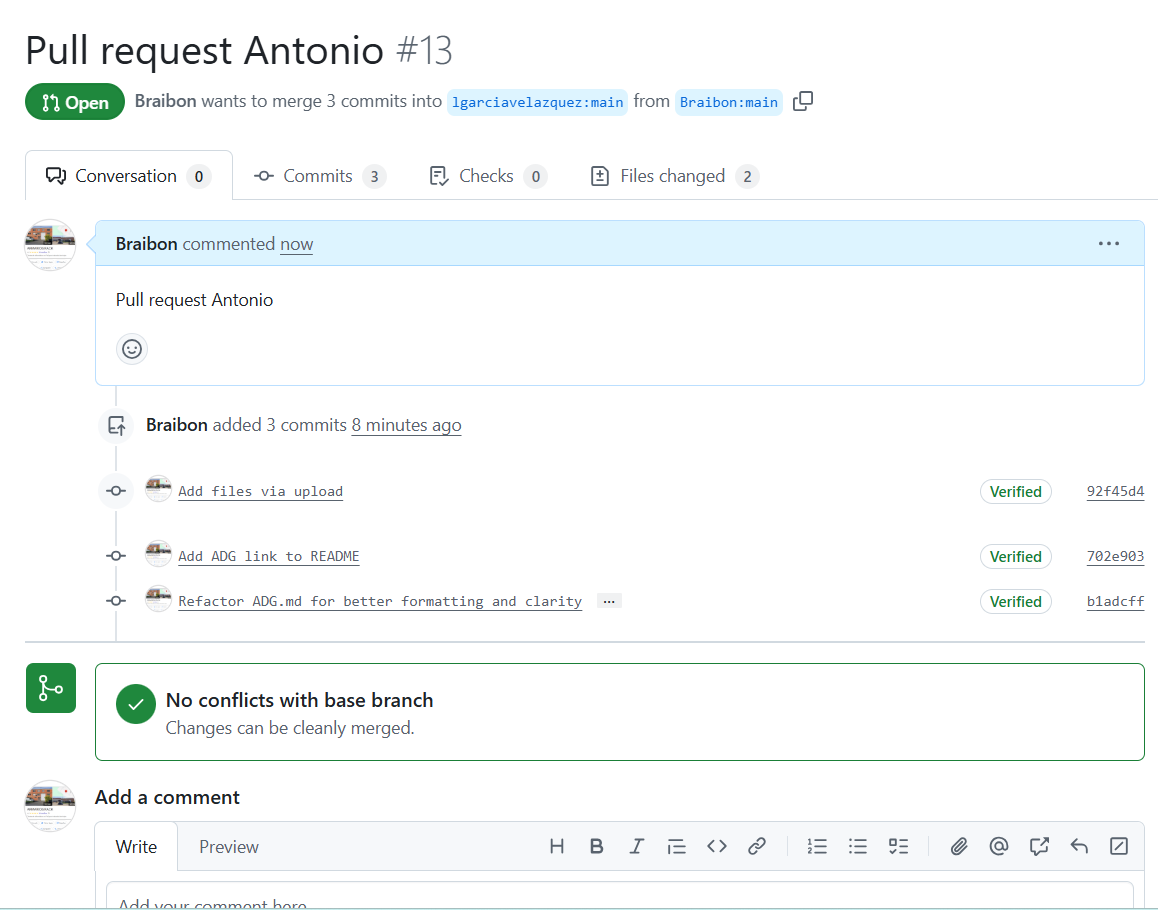 Pull request Antonio #13
Open Braibon wants to merge 3 commits into lgarciavelazquez:main from Braibon:main
Conversation 0 Commits 3 Checks 0 Files changed 2
Braibon commented now
Pull request Antonio
Braibon added 3 commits 8 minutes ago
Add files via upload Verified 92f45d4
Add ADG link to README Verified 702e903
Refactor ADG.md for better formatting and clarity ... Verified b1adcff
No conflicts with base branch
Changes can be cleanly merged.
Add a comment
Write Preview
Add your comment here